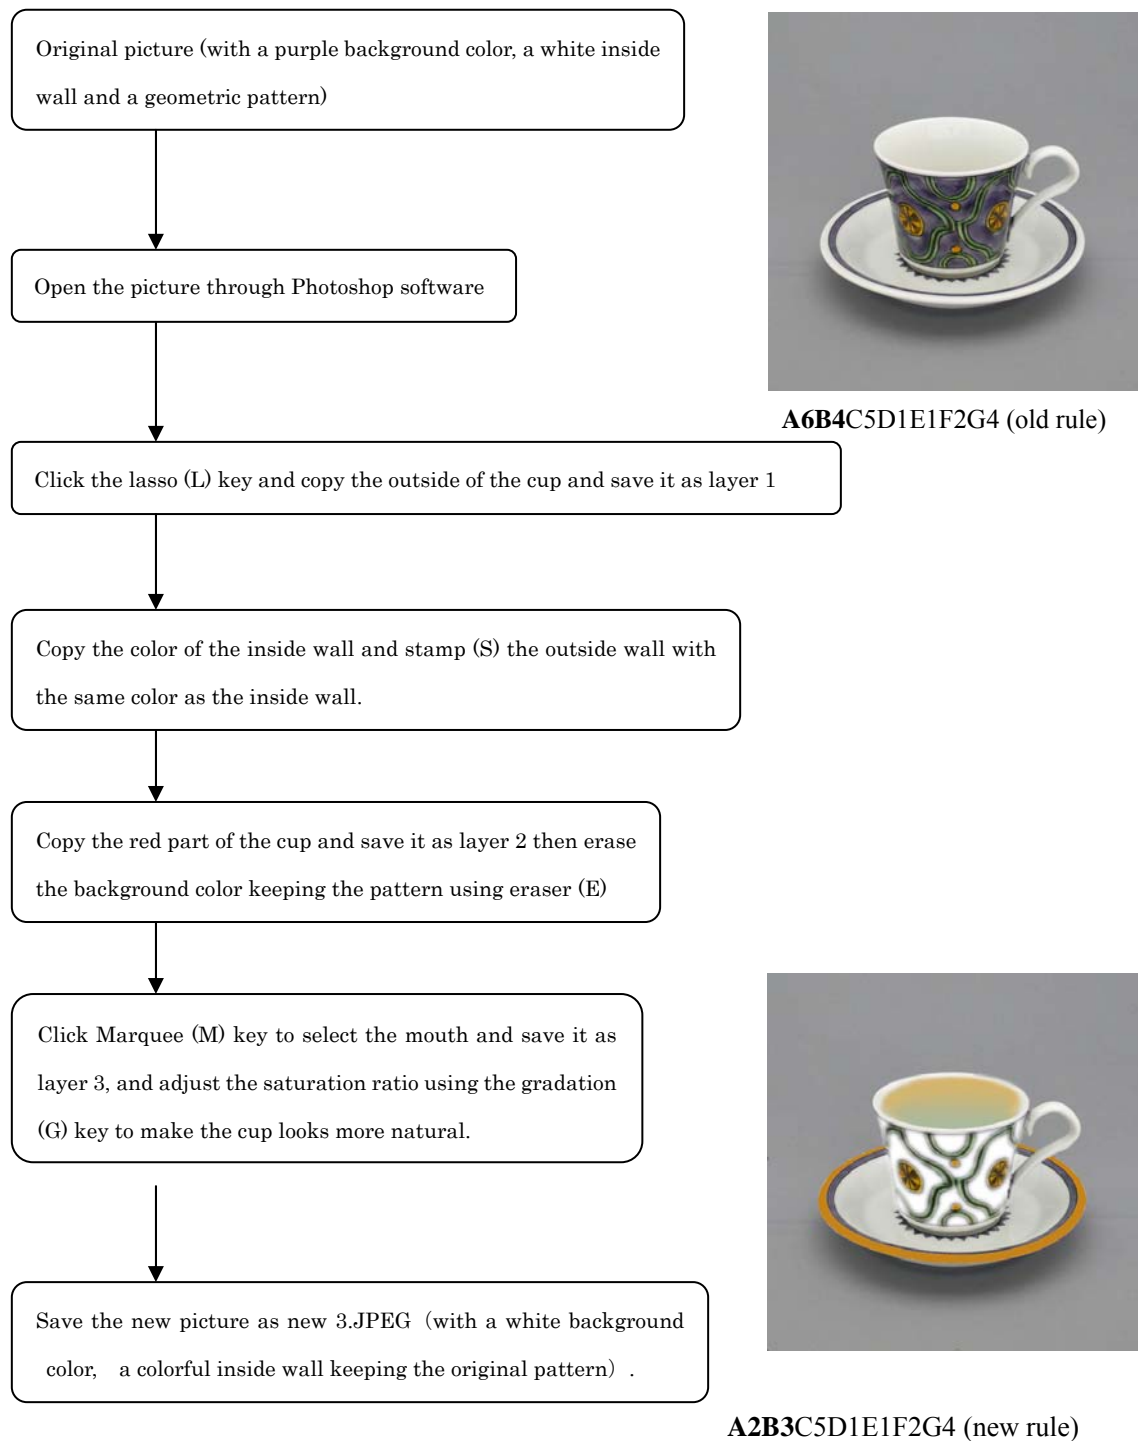 Original picture (with a purple background color, a white inside
wall and a geometric pattern)
Open the picture through Photoshop software
A6B4C5D1E1F2G4 (old rule)
Click the lasso (L) key and copy the outside of the cup and save it as layer 1
Copy the color of the inside wall and stamp (S) the outside wall with
the same color as the inside wall.
Copy the red part of the cup and save it as layer 2 then erase
the background color keeping the pattern using eraser (E)
Click Marquee (M) key to select the mouth and save it as
layer 3, and adjust the saturation ratio using the gradation
(G) key to make the cup looks more natural.
Save the new picture as new 3.JPEG（with a white background
color, a colorful inside wall keeping the original pattern）.
A2B3C5D1E1F2G4 (new rule)